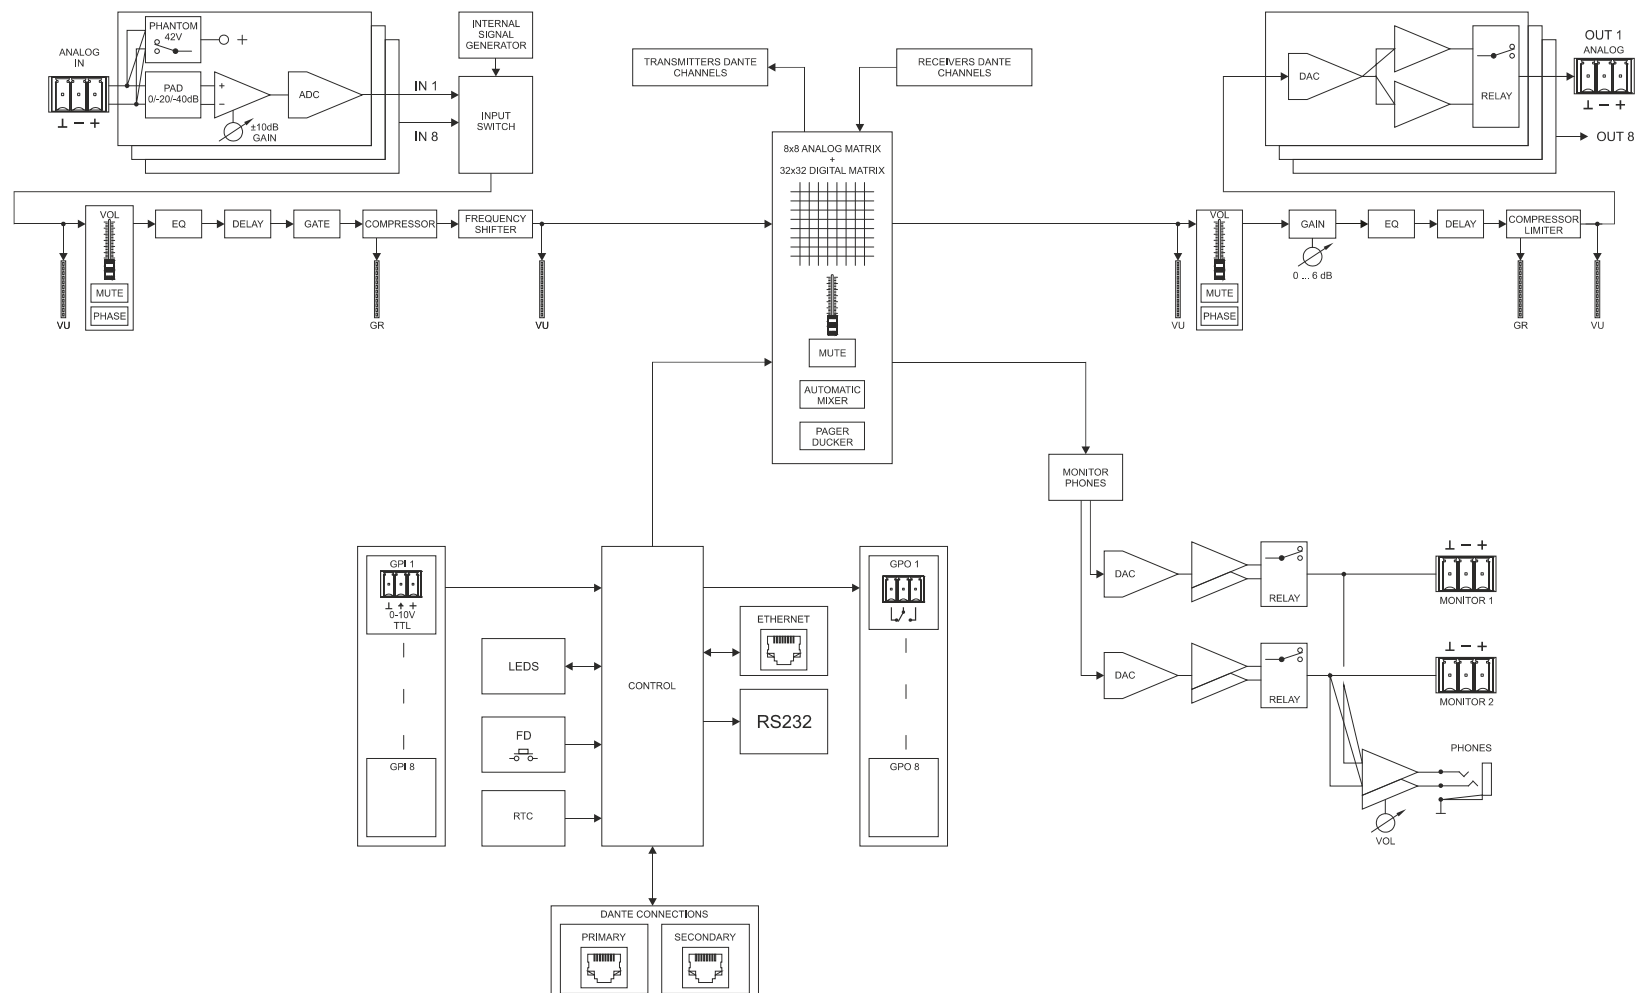 ANALOG
IN
⊥ − +
PHANTOM
42V
+
PAD
0/-20/-40dB
+
−
±10dB
GAIN
ADC
IN 1
IN 8
INTERNAL
SIGNAL
GENERATOR
INPUT
SWITCH
TRANSMITTERS DANTE
CHANNELS
RECEIVERS DANTE
CHANNELS
DAC
RELAY
OUT 1
ANALOG
⊥ − +
OUT 8
VU
VOL
MUTE
PHASE
EQ
DELAY
GATE
COMPRESSOR
GR
FREQUENCY
SHIFTER
VU
8x8 ANALOG MATRIX
+
32x32 DIGITAL MATRIX
MUTE
AUTOMATIC
MIXER
PAGER
DUCKER
VU
VOL
MUTE
PHASE
GAIN
0 ... 6 dB
EQ
DELAY
COMPRESSOR
LIMITER
GR
VU
MONITOR
PHONES
DAC
RELAY
⊥ − +
MONITOR 1
DAC
RELAY
⊥ − +
MONITOR 2
PHONES
VOL
GPI 1
⊥ ↑ +
0-10V
TTL
GPI 8
LEDS
FD
RTC
CONTROL
ETHERNET
RS232
GPO 1
GPO 8
DANTE CONNECTIONS
PRIMARY
SECONDARY